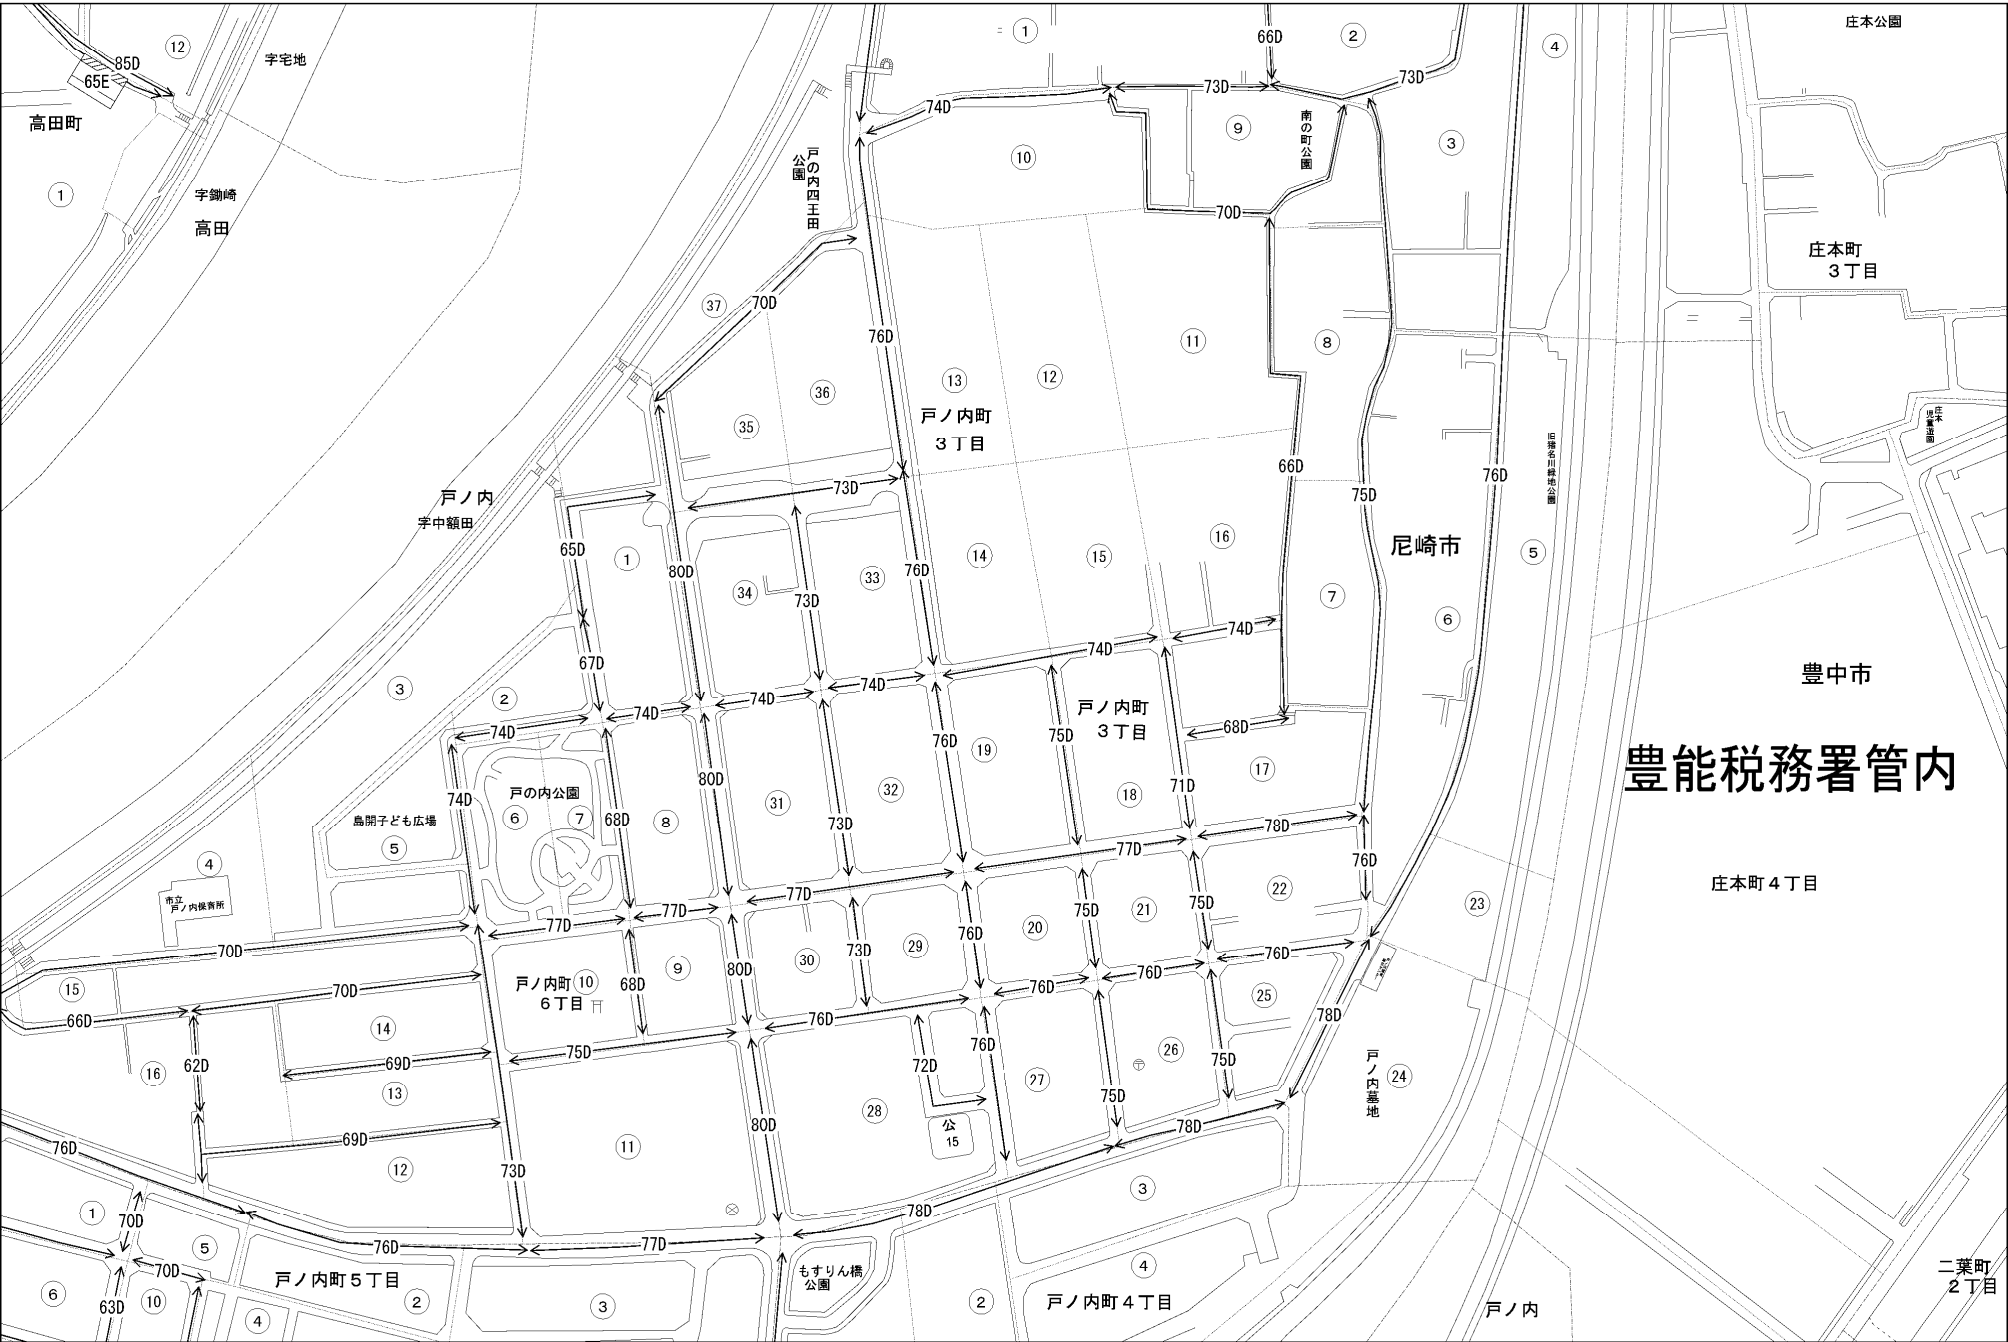 庄本公園
1
66D
2
4
12
85D
65E
字宅地
73D
73D
74D
高田町
9
南の町公園
3
10
戸の内四王田
公園
1
字鋤崎
高田
70D
庄本町
3丁目
37
70D
76D
11
8
13
12
36
戸ノ内町
3丁目
35
庄本
児童遊園
旧猪名川緑地公園
66D
76D
73D
75D
戸ノ内
字中額田
16
尼崎市
5
65D
1
80D
76D
14
15
34
33
73D
7
6
74D
74D
67D
豊中市
3
2
74D
74D
74D
74D
戸ノ内町
3丁目
68D
75D
76D
19
17
豊能税務署管内
80D
71D
戸の内公園
74D
6
7
68D
8
31
32
18
島開子ども広場
73D
78D
5
77D
76D
4
市立
戸ノ内保育所
77D
22
庄本町4丁目
75D
75D
21
23
77D
77D
20
76D
73D
29
70D
30
76D
80D
9
76D
15
70D
戸ノ内町
10
6丁目
68D
76D
25
66D
14
76D
78D
76D
75D
26
75D
69D
62D
72D
16
27
24
戸ノ内墓地
13
75D
28
80D
公
15
78D
69D
76D
11
12
73D
3
1
70D
78D
76D
77D
5
70D
戸ノ内町5丁目
もすりん橋
公園
4
二葉町
2丁目
6
63D
10
2
3
2
戸ノ内町4丁目
戸ノ内
4